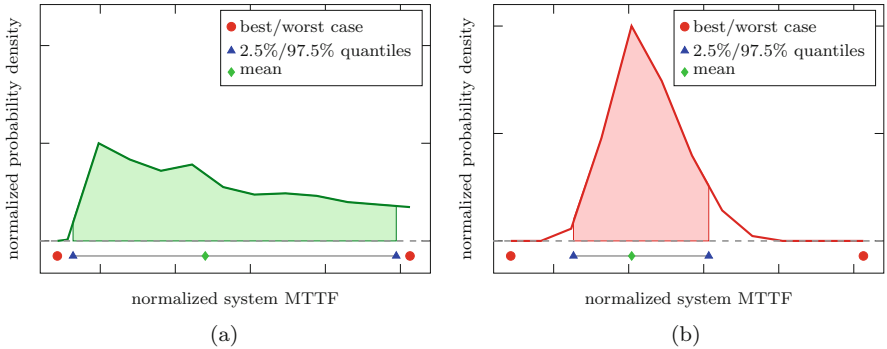 normalized probability density
best/worst case
2.5%/97.5% quantiles
mean
normalized system MTTF
(a)
normalized probability density
best/worst case
2.5%/97.5% quantiles
mean
normalized system MTTF
(b)